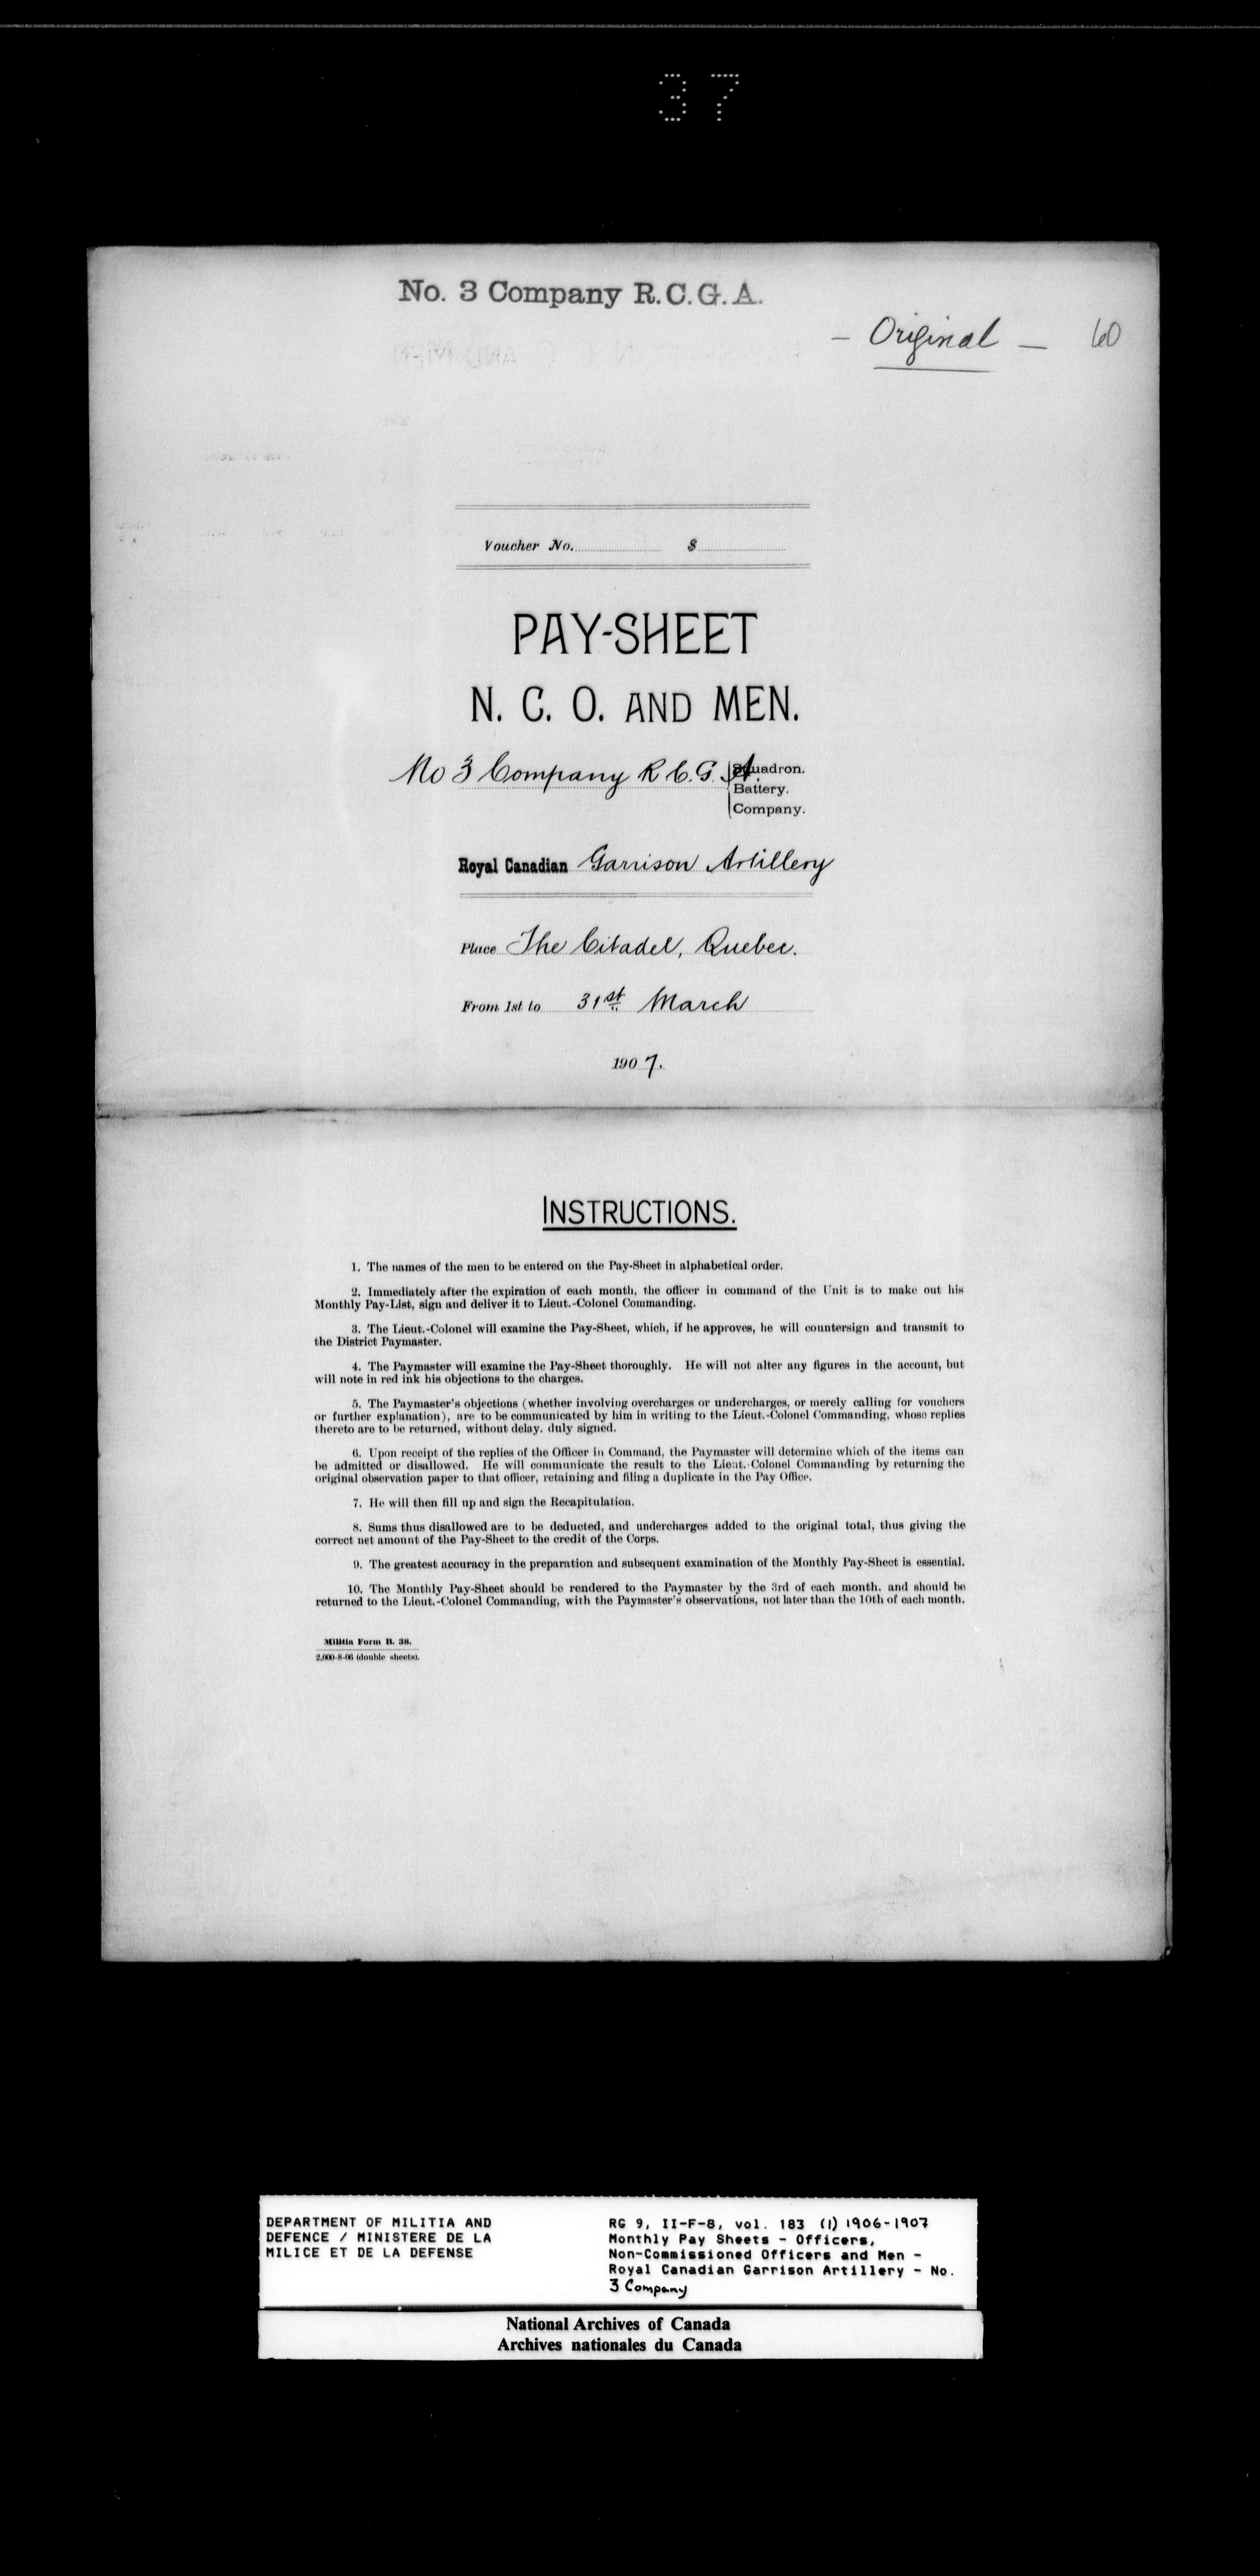 37
No. 3 Company R.C.G.A.
— Original — 60
Voucher No. $
PAY-SHEET
N. C. O. AND MEN.
No 3 Company R C. G. A.
Squadron.
Battery.
Company.
Royal Canadian Garrison Artillery
Place The Citadel, Quebec.
From 1st to 31st March
1907.
INSTRUCTIONS.
1. The names of the men to be entered on the Pay-Sheet in alphabetical order.
2. Immediately after the expiration of each month, the officer in command of the Unit is to make out his
Monthly Pay-List, sign and deliver it to Lieut.-Colonel Commanding.
3. The Lieut.-Colonel will examine the Pay-Sheet, which, if he approves, he will countersign and transmit to
the District Paymaster.
4. The Paymaster will examine the Pay-Sheet thoroughly. He will not alter any figures in the account, but
will note in red ink his objections to the charges.
5. The Paymaster's objections (whether involving overcharges or undercharges, or merely calling for vouchers
or further explanation), are to be communicated by him in writing to the Lieut.-Colonel Commanding, whose replies
thereto are to be returned, without delay. duly signed.
6. Upon receipt of the replies of the Officer in Command, the Paymaster will determine which of the items can
be admitted or disallowed. He will communicate the result to the Lieut.-Colonel Commanding by returning the
original observation paper to that officer, retaining and filing a duplicate in the Pay Office.
7. He will then fill up and sign the Recapitulation.
8. Sums thus disallowed are to be deducted, and undercharges added to the original total, thus giving the
correct net amount of the Pay-Sheet to the credit of the Corps.
9. The greatest accuracy in the preparation and subsequent examination of the Monthly Pay-Sheet is essential.
10. The Monthly Pay-Sheet should be rendered to the Paymaster by the 3rd of each month. and should be
returned to the Lieut.-Colonel Commanding, with the Paymaster's observations, not later than the 10th of each month.
Militia Form B. 38.
2,000-8-06 (double sheets).
DEPARTMENT OF MILITIA AND
DEFENCE / MINISTERE DE LA
MILICE ET DE LA DEFENSE
RG 9, II-F-8, vol. 183 (1) 1906-1907
Monthly Pay Sheets - Officers,
Non-Commissioned Officers and Men -
Royal Canadian Garrison Artillery - No.
3 Company
National Archives of Canada
Archives nationales du Canada